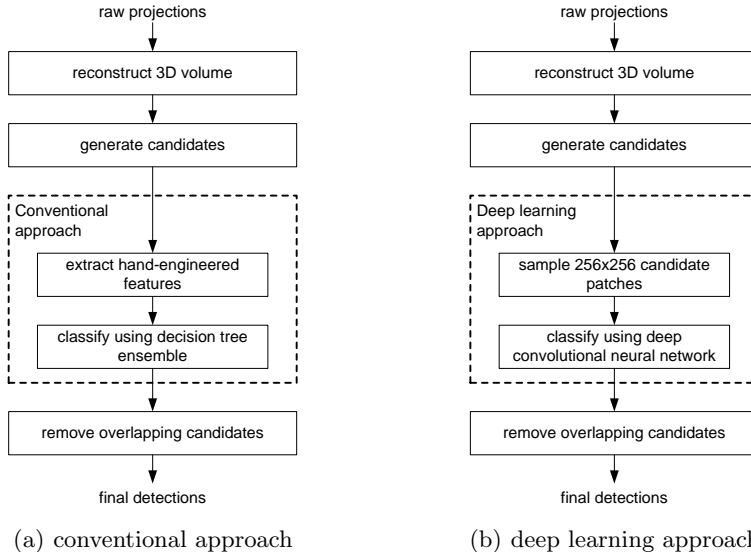 raw projections
reconstruct 3D volume
generate candidates
Conventional
approach
extract hand-engineered
features
classify using decision tree
ensemble
remove overlapping candidates
final detections
(a) conventional approach
raw projections
reconstruct 3D volume
generate candidates
Deep learning
approach
sample 256x256 candidate
patches
classify using deep
convolutional neural network
remove overlapping candidates
final detections
(b) deep learning approach